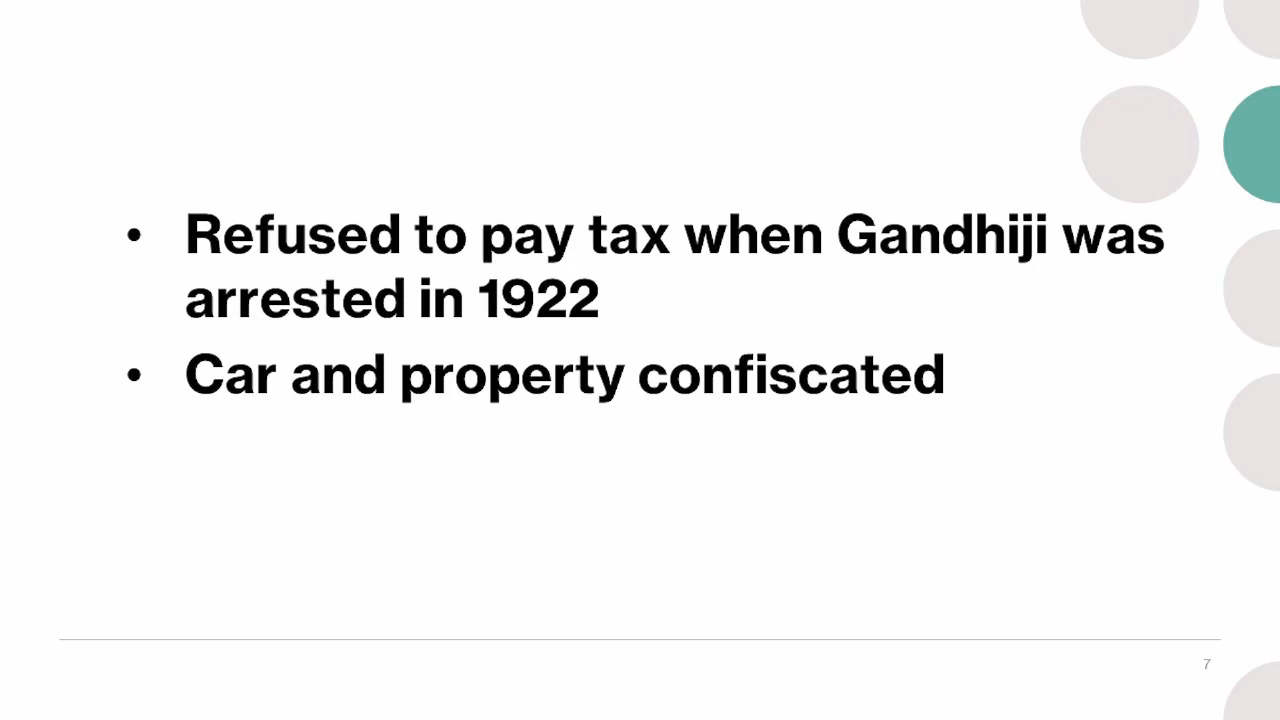 • Refused to pay tax when Gandhiji was
arrested in 1922
• Car and property confiscated
7